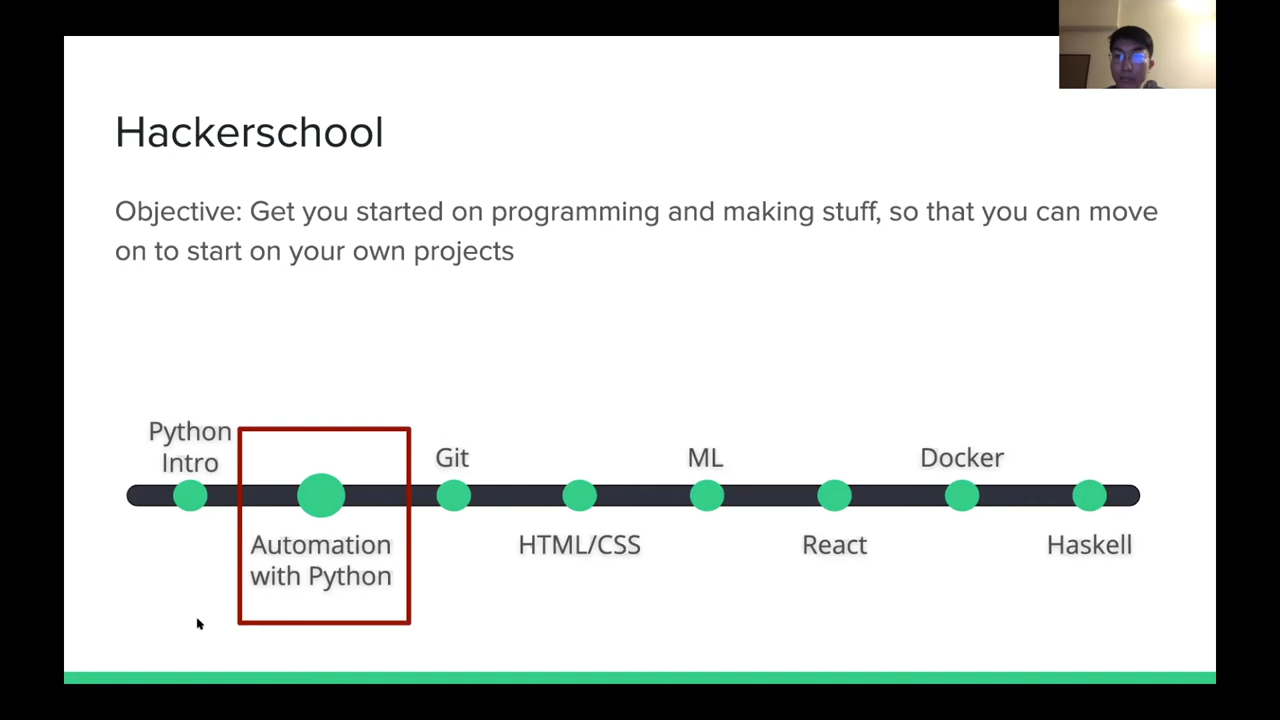 Hackerschool
Objective: Get you started on programming and making stuff, so that you can move
on to start on your own projects
Python
Intro
Automation
with Python
Git
HTML/CSS
ML
React
Docker
Haskell